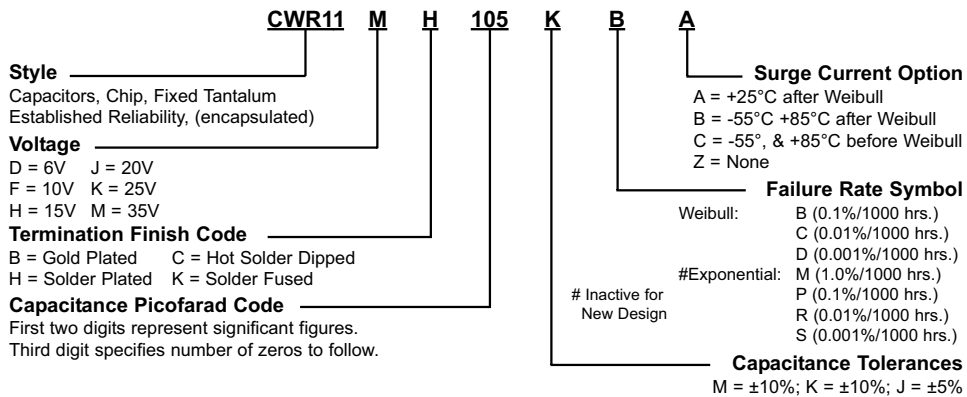 CWR11 M H 105 K B A
Style
Capacitors, Chip, Fixed Tantalum
Established Reliability, (encapsulated)
Voltage
D = 6V J = 20V
F = 10V K = 25V
H = 15V M = 35V
Termination Finish Code
B = Gold Plated C = Hot Solder Dipped
H = Solder Plated K = Solder Fused
Capacitance Picofarad Code
First two digits represent significant figures.
Third digit specifies number of zeros to follow.
Surge Current Option
A = +25°C after Weibull
B = -55°C +85°C after Weibull
C = -55°, & +85°C before Weibull
Z = None
Failure Rate Symbol
Weibull: B (0.1%/1000 hrs.)
C (0.01%/1000 hrs.)
D (0.001%/1000 hrs.)
#Exponential: M (1.0%/1000 hrs.)
P (0.1%/1000 hrs.)
R (0.01%/1000 hrs.)
S (0.001%/1000 hrs.)
# Inactive for
New Design
Capacitance Tolerances
M = ±10%; K = ±10%; J = ±5%